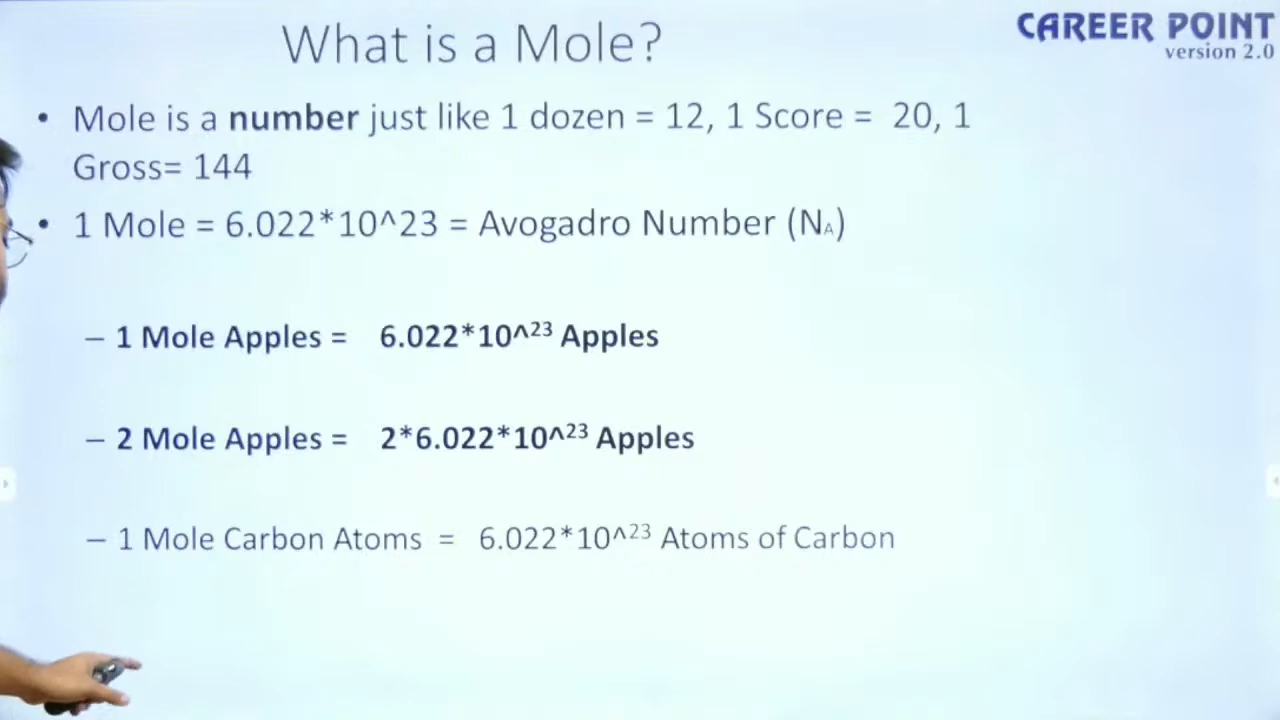 What is a Mole?
CAREER POINT
version 2.0
• Mole is a number just like 1 dozen = 12, 1 Score = 20, 1
Gross= 144
• 1 Mole = 6.022*10^23 = Avogadro Number (NA)
– 1 Mole Apples = 6.022*10^23 Apples
– 2 Mole Apples = 2*6.022*10^23 Apples
– 1 Mole Carbon Atoms = 6.022*10^23 Atoms of Carbon